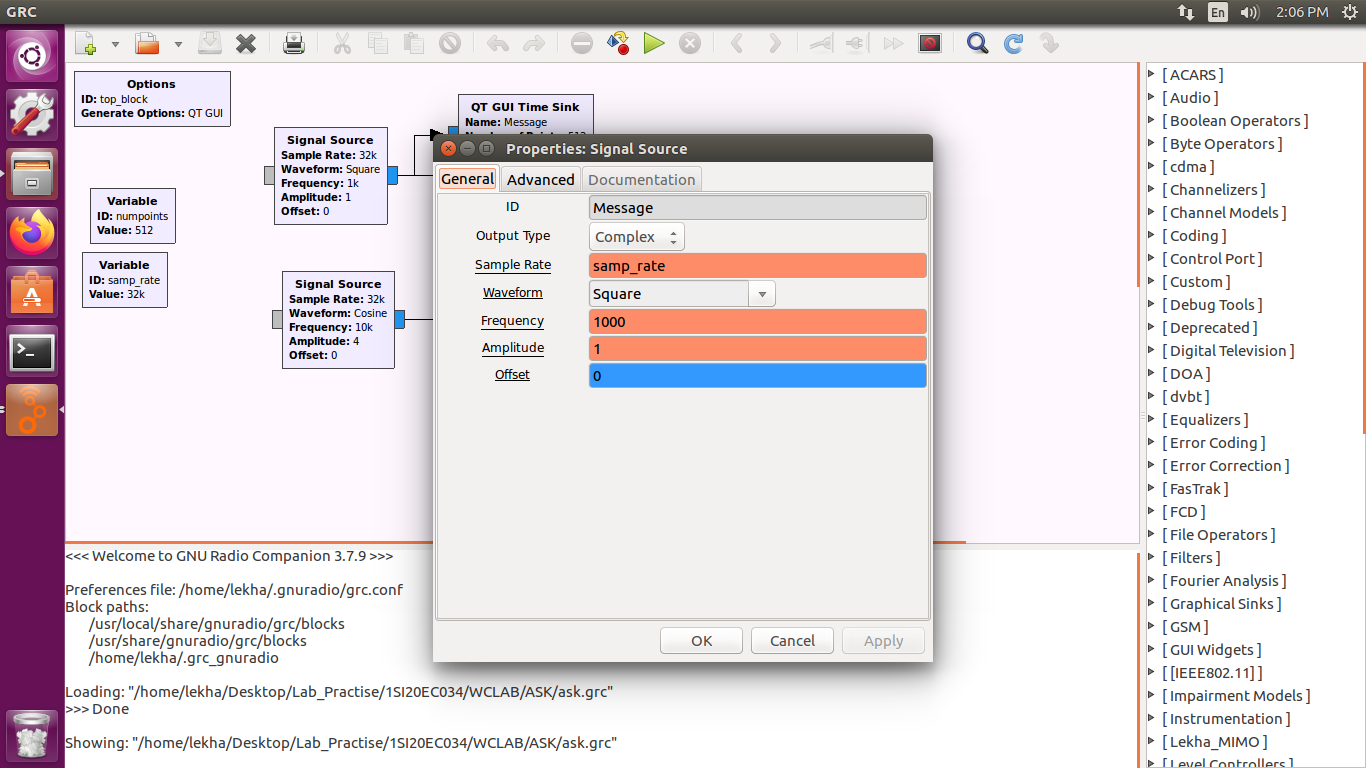 GRC
En
2:06 PM
Options
ID: top_block
Generate Options: QT GUI
Variable
ID: numpoints
Value: 512
Variable
ID: samp_rate
Value: 32k
Signal Source
Sample Rate: 32k
Waveform: Square
Frequency: 1k
Amplitude: 1
Offset: 0
Signal Source
Sample Rate: 32k
Waveform: Cosine
Frequency: 10k
Amplitude: 4
Offset: 0
QT GUI Time Sink
Name: Message
Number of Points: 512
Properties: Signal Source
General Advanced Documentation
ID Message
Output Type Complex
Sample Rate samp_rate
Waveform Square
Frequency 1000
Amplitude 1
Offset 0
OK Cancel Apply
<<< Welcome to GNU Radio Companion 3.7.9 >>>
Preferences file: /home/lekha/.gnuradio/grc.conf
Block paths:
/usr/local/share/gnuradio/grc/blocks
/usr/share/gnuradio/grc/blocks
/home/lekha/.grc_gnuradio
Loading: "/home/lekha/Desktop/Lab_Practise/1SI20EC034/WCLAB/ASK/ask.grc"
>>> Done
Showing: "/home/lekha/Desktop/Lab_Practise/1SI20EC034/WCLAB/ASK/ask.grc"
[ ACARS ]
[ Audio ]
[ Boolean Operators ]
[ Byte Operators ]
[ cdma ]
[ Channelizers ]
[ Channel Models ]
[ Coding ]
[ Control Port ]
[ Custom ]
[ Debug Tools ]
[ Deprecated ]
[ Digital Television ]
[ DOA ]
[ dvbt ]
[ Equalizers ]
[ Error Coding ]
[ Error Correction ]
[ FasTrak ]
[ FCD ]
[ File Operators ]
[ Filters ]
[ Fourier Analysis ]
[ Graphical Sinks ]
[ GSM ]
[ GUI Widgets ]
[ [IEEE802.11] ]
[ Impairment Models ]
[ Instrumentation ]
[ Lekha_MIMO ]
[ Level Controllers ]